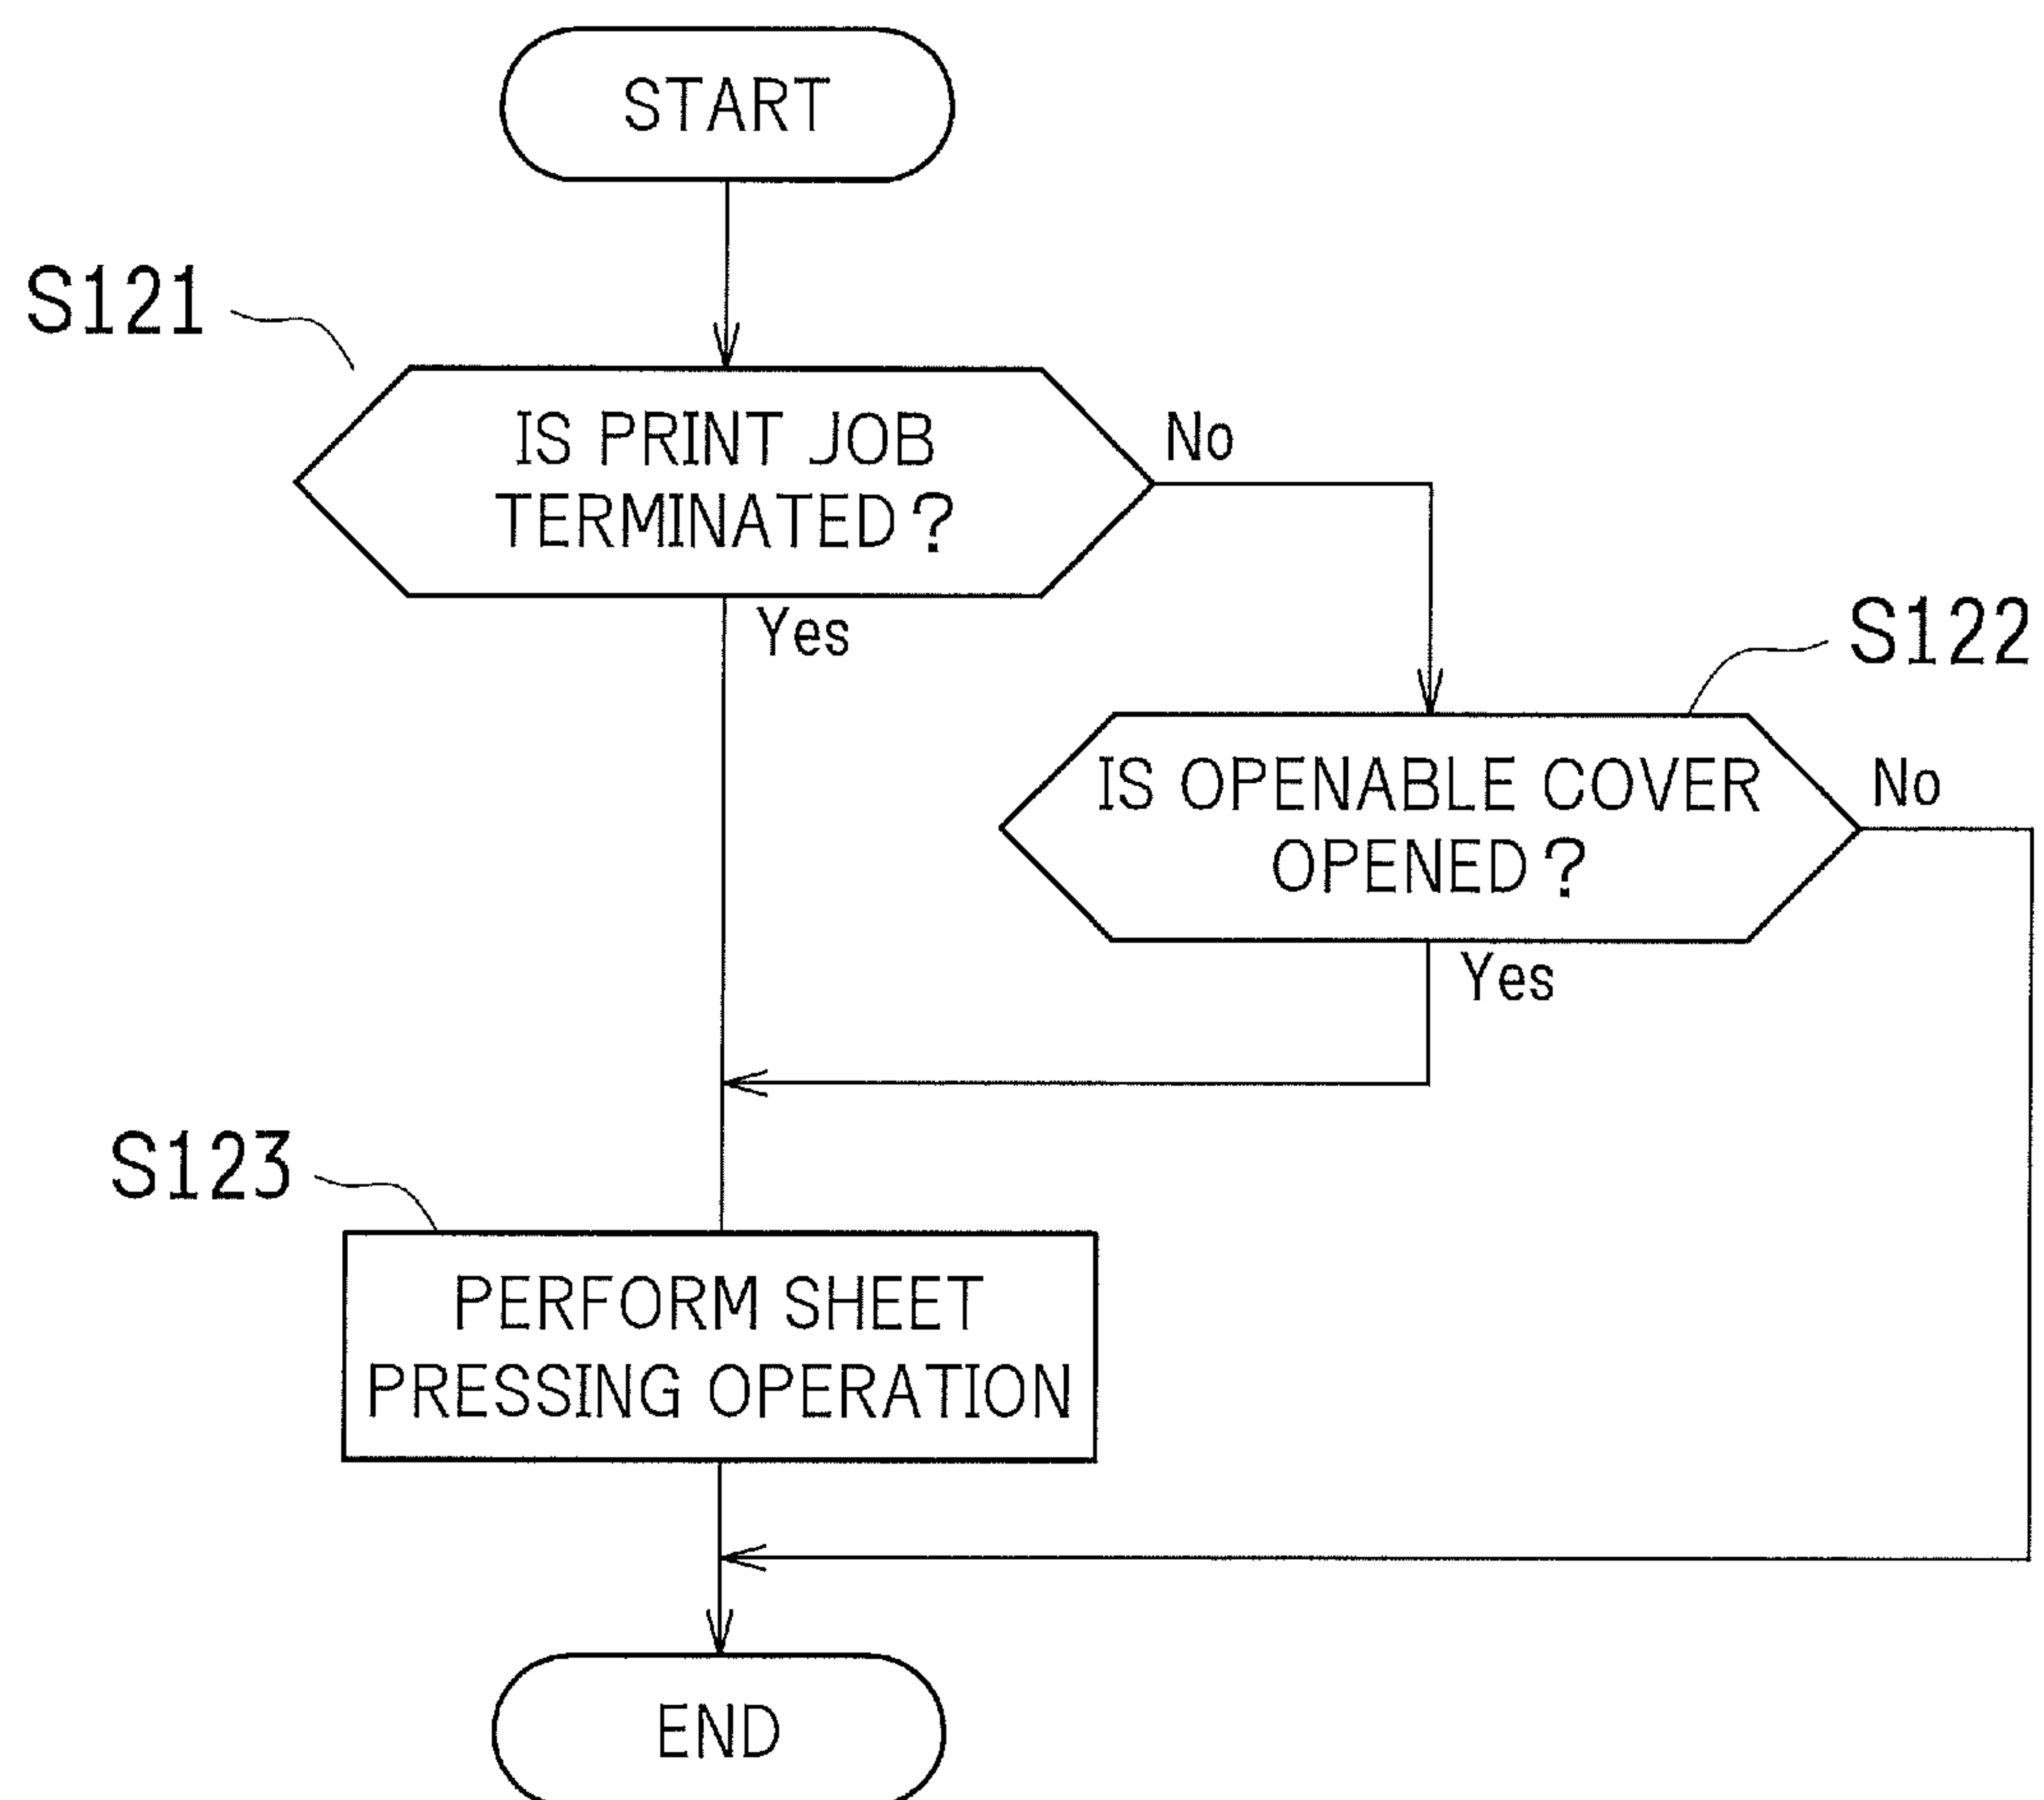 START
S121
IS PRINT JOB
TERMINATED?
No
Yes
S122
IS OPENABLE COVER
OPENED?
No
Yes
S123
PERFORM SHEET
PRESSING OPERATION
END